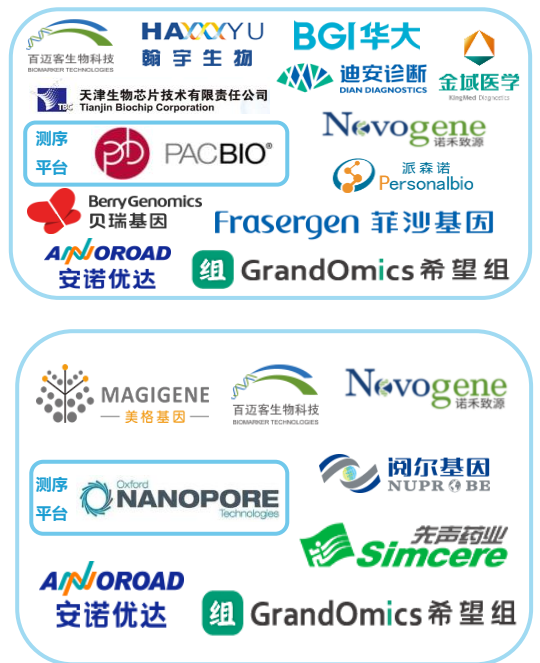 百迈客生物科技
BIOMARKER TECHNOLOGIES
HAXXXYU
翰宇生物
BGI华大
迪安诊断
DIAN DIAGNOSTICS
金域医学
KingMed Diagnostics
TBC
天津生物芯片技术有限责任公司
Tianjin Biochip Corporation
测序
平台
PACBIO®
Novogene
诺禾致源
派森诺
Personalbio
BerryGenomics
贝瑞基因
Frasergen 菲沙基因
ANNOROAD
安诺优达
组 GrandOmics 希望组
MAGIGENE
美格基因
百迈客生物科技
BIOMARKER TECHNOLOGIES
Novogene
诺禾致源
测序
平台
Oxford
NANOPORE
Technologies
阅尔基因
NUPROBE
先声药业
Simcere
ANNOROAD
安诺优达
组 GrandOmics 希望组